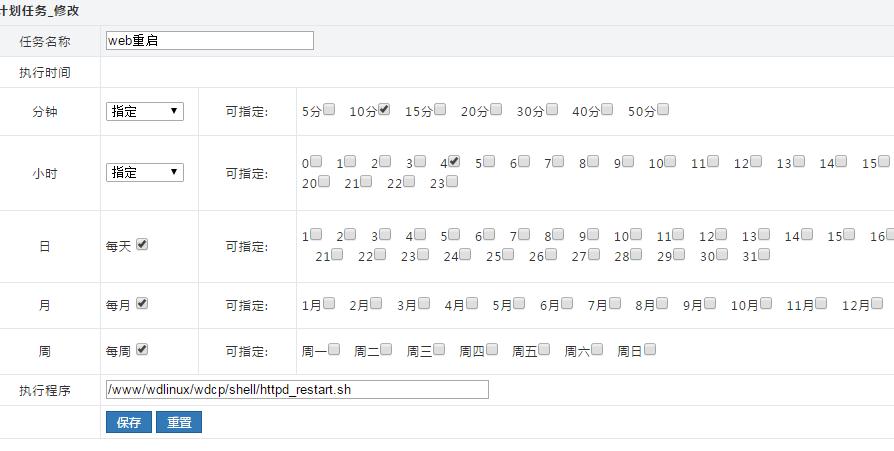 计划任务_修改
任务名称 web重启
执行时间
分钟 指定 可指定: 5分 10分 15分 20分 30分 40分 50分
小时 指定 可指定: 0 1 2 3 4 5 6 7 8 9 10 11 12 13 14 15
20 21 22 23
日 每天 可指定: 1 2 3 4 5 6 7 8 9 10 11 12 13 14 15 16
21 22 23 24 25 26 27 28 29 30 31
月 每月 可指定: 1月 2月 3月 4月 5月 6月 7月 8月 9月 10月 11月 12月
周 每周 可指定: 周一 周二 周三 周四 周五 周六 周日
执行程序 /www/wdlinux/wdcp/shell/httpd_restart.sh
保存 重置